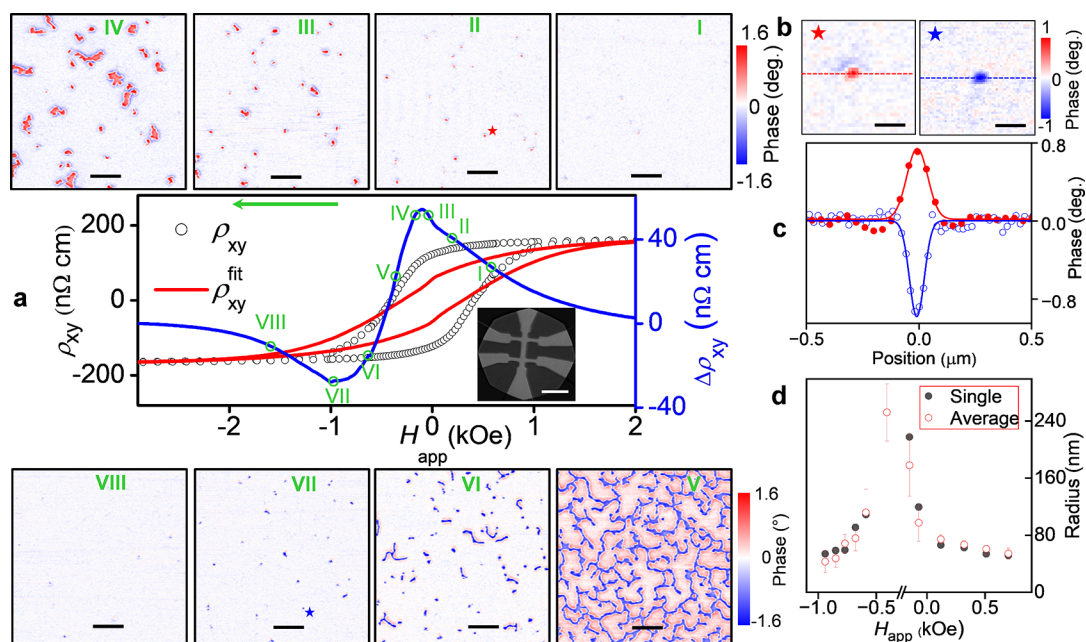 IV
III
II
I
1.6
0
-1.6
Phase (deg.)
b
1
0
-1
Phase (deg.)
a
200
0
-200
ρxy (nΩ cm)
ρxy
ρxy fit
IV
III
II
I
V
VI
VII
VIII
40
0
-40
Δρxy (nΩ cm)
-2
-1
0
1
2
Happ (kOe)
c
0.8
0.0
-0.8
Phase (deg.)
-0.5
0.0
0.5
Position (μm)
VIII
VII
VI
V
1.6
0
-1.6
Phase (°)
d
Single
Average
240
160
80
0
Radius (nm)
-1.0
-0.5
0.0
0.5
Happ (kOe)